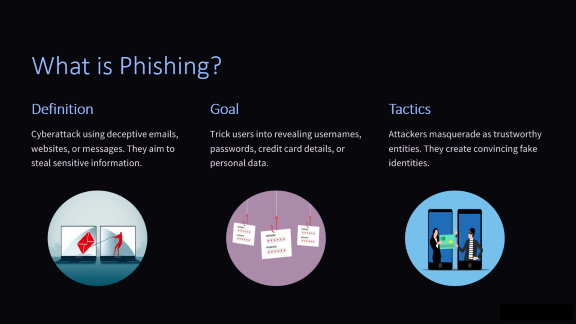 What is Phishing?
Definition
Cyberattack using deceptive emails,
websites, or messages. They aim to
steal sensitive information.
Goal
Trick users into revealing usernames,
passwords, credit card details, or
personal data.
Tactics
Attackers masquerade as trustworthy
entities. They create convincing fake
identities.